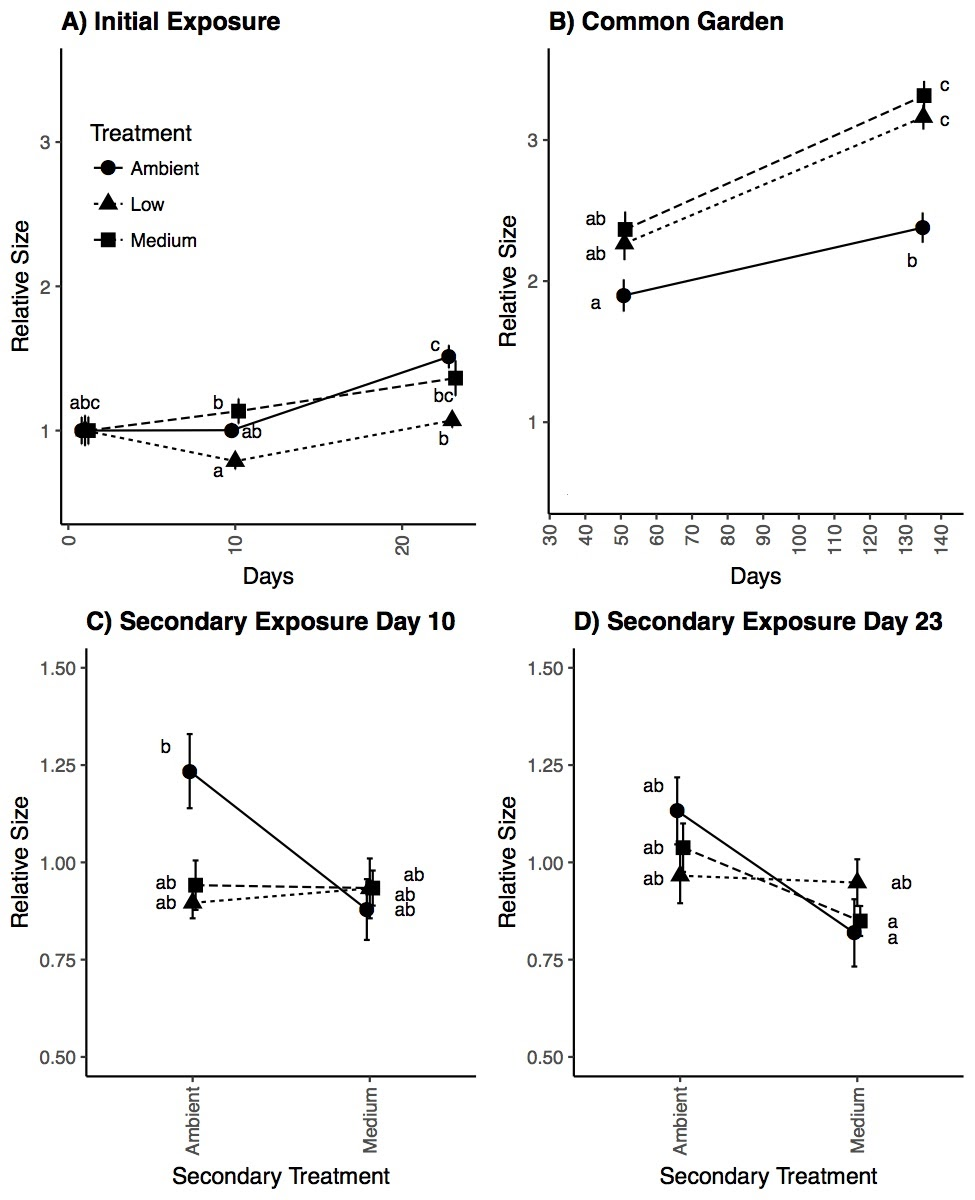 A) Initial Exposure
Relative Size
3
2
1
Treatment
Ambient
Low
Medium
abc
b
ab
a
c
bc
b
0
10
20
Days
B) Common Garden
Relative Size
3
2
1
ab
ab
a
c
c
b
30
40
50
60
70
80
90
100
110
120
130
140
Days
C) Secondary Exposure Day 10
Relative Size
1.50
1.25
1.00
0.75
0.50
b
ab
ab
ab
ab
ab
Ambient
Medium
Secondary Treatment
D) Secondary Exposure Day 23
Relative Size
1.50
1.25
1.00
0.75
0.50
ab
ab
ab
ab
a
a
Ambient
Medium
Secondary Treatment